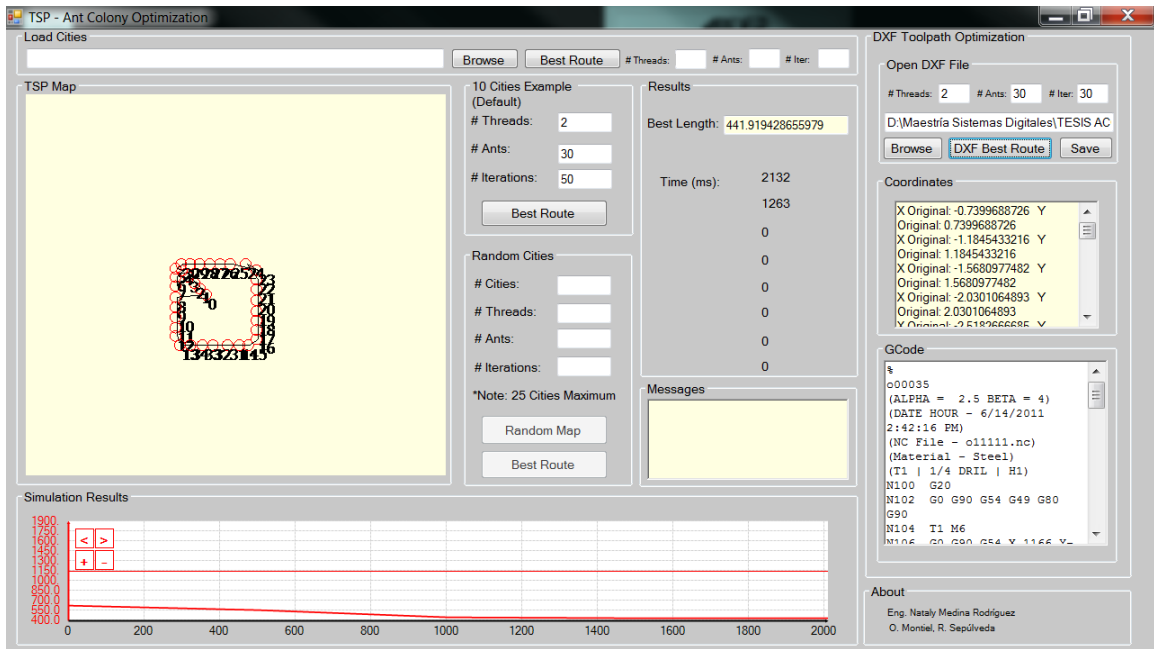 TSP - Ant Colony Optimization
Load Cities
Browse
Best Route
# Threads:
# Ants:
# Iter:
TSP Map
0
10 Cities Example
(Default)
# Threads: 2
# Ants: 30
# Iterations: 50
Best Route
Random Cities
# Cities:
# Threads:
# Ants:
# Iterations:
*Note: 25 Cities Maximum
Random Map
Best Route
Results
Best Length: 441.919428655979
Time (ms): 2132
1263
0
0
0
0
0
0
Messages
Simulation Results
1900.
1750.
1600.
1450.
1300.
1150.
1000.
850.0
700.0
550.0
400.0
< >
+ -
0 200 400 600 800 1000 1200 1400 1600 1800 2000
DXF Toolpath Optimization
Open DXF File
# Threads: 2 # Ants: 30 # Iter: 30
D:\Maestría Sistemas Digitales\TESIS AC
Browse
DXF Best Route
Save
Coordinates
X Original: -0.7399688726 Y
Original: 0.7399688726
X Original: -1.1845433216 Y
Original: 1.1845433216
X Original: -1.5680977482 Y
Original: 1.5680977482
X Original: -2.0301064893 Y
Original: 2.0301064893
X Original: -2.5182666685 Y
GCode
%
o00035
(ALPHA = 2.5 BETA = 4)
(DATE HOUR - 6/14/2011
2:42:16 PM)
(NC File - o11111.nc)
(Material - Steel)
(T1 | 1/4 DRIL | H1)
N100 G20
N102 G0 G90 G54 G49 G80
G90
N104 T1 M6
N106 G0 G90 G54 X.1166 Y-
About
Eng. Nataly Medina Rodríguez
O. Montiel, R. Sepúlveda